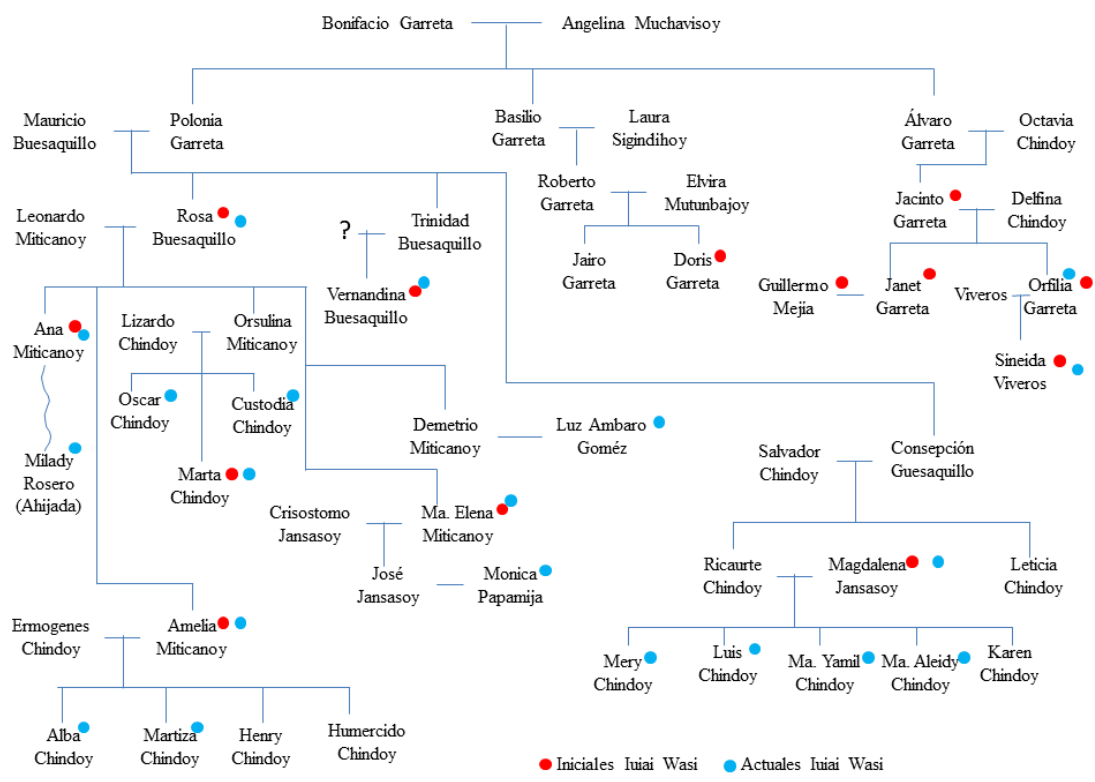 Bonifacio Garreta
Angelina Muchavisoy
Mauricio
Buesaquillo
Polonia
Garreta
Basilio
Garreta
Laura
Sigindihoy
Álvaro
Garreta
Octavia
Chindoy
Roberto
Garreta
Elvira
Mutunbajoy
Jacinto
Garreta
Delfina
Chindoy
Leonardo
Miticanoy
Rosa
Buesaquillo
?
Trinidad
Buesaquillo
Jairo
Garreta
Doris
Garreta
Guillermo
Mejia
Janet
Garreta
Viveros
Orfilia
Garreta
Vernandina
Buesaquillo
Ana
Miticanoy
Lizardo
Chindoy
Orsulina
Miticanoy
Sineida
Viveros
Oscar
Chindoy
Custodia
Chindoy
Demetrio
Miticanoy
Luz Ambaro
Goméz
Salvador
Chindoy
Consepción
Guesaquillo
Milady
Rosero
(Ahijada)
Marta
Chindoy
Crisostomo
Jansasoy
Ma. Elena
Miticanoy
José
Jansasoy
Monica
Papamija
Ricaurte
Chindoy
Magdalena
Jansasoy
Leticia
Chindoy
Ermogenes
Chindoy
Amelia
Miticanoy
Mery
Chindoy
Luis
Chindoy
Ma. Yamil
Chindoy
Ma. Aleidy
Chindoy
Karen
Chindoy
Alba
Chindoy
Martiza
Chindoy
Henry
Chindoy
Humercido
Chindoy
Iniciales Iuiai Wasi
Actuales Iuiai Wasi